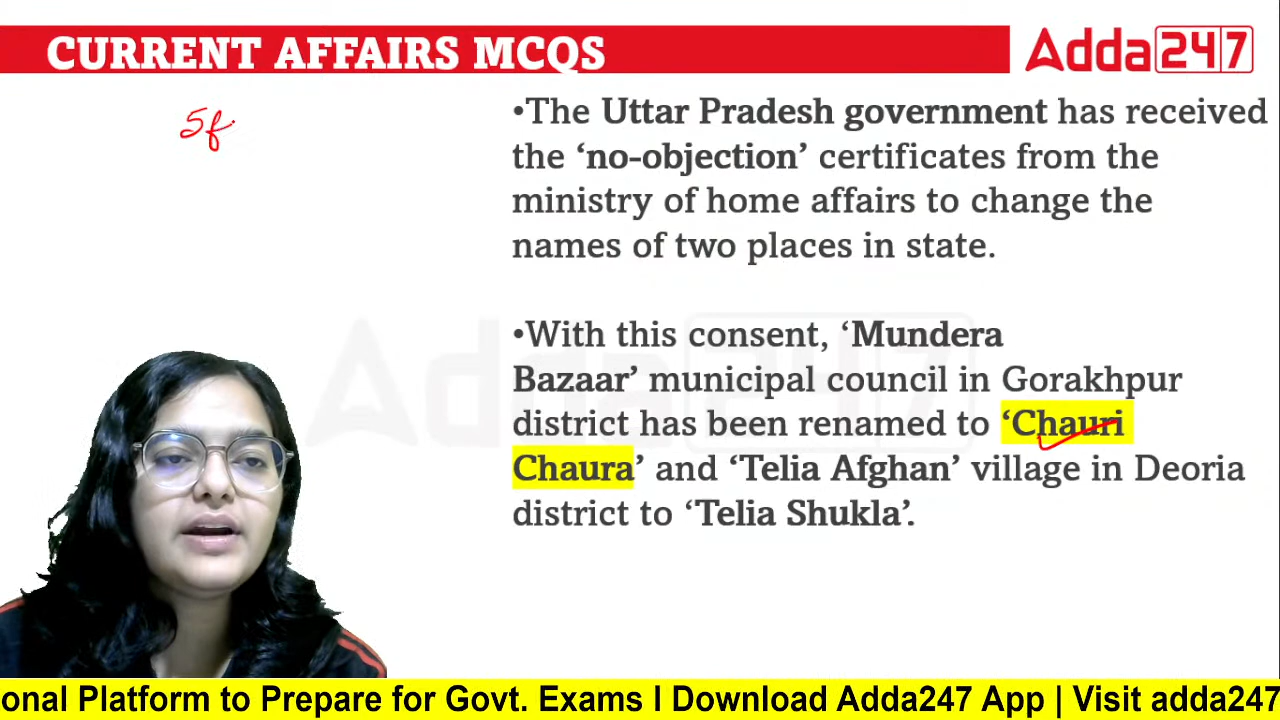 CURRENT AFFAIRS MCQS
Adda247
5f
•The Uttar Pradesh government has received
the ‘no-objection’ certificates from the
ministry of home affairs to change the
names of two places in state.
•With this consent, ‘Mundera
Bazaar’ municipal council in Gorakhpur
district has been renamed to ‘Chauri
Chaura’ and ‘Telia Afghan’ village in Deoria
district to ‘Telia Shukla’.
Adda247
onal Platform to Prepare for Govt. Exams I Download Adda247 App | Visit adda247